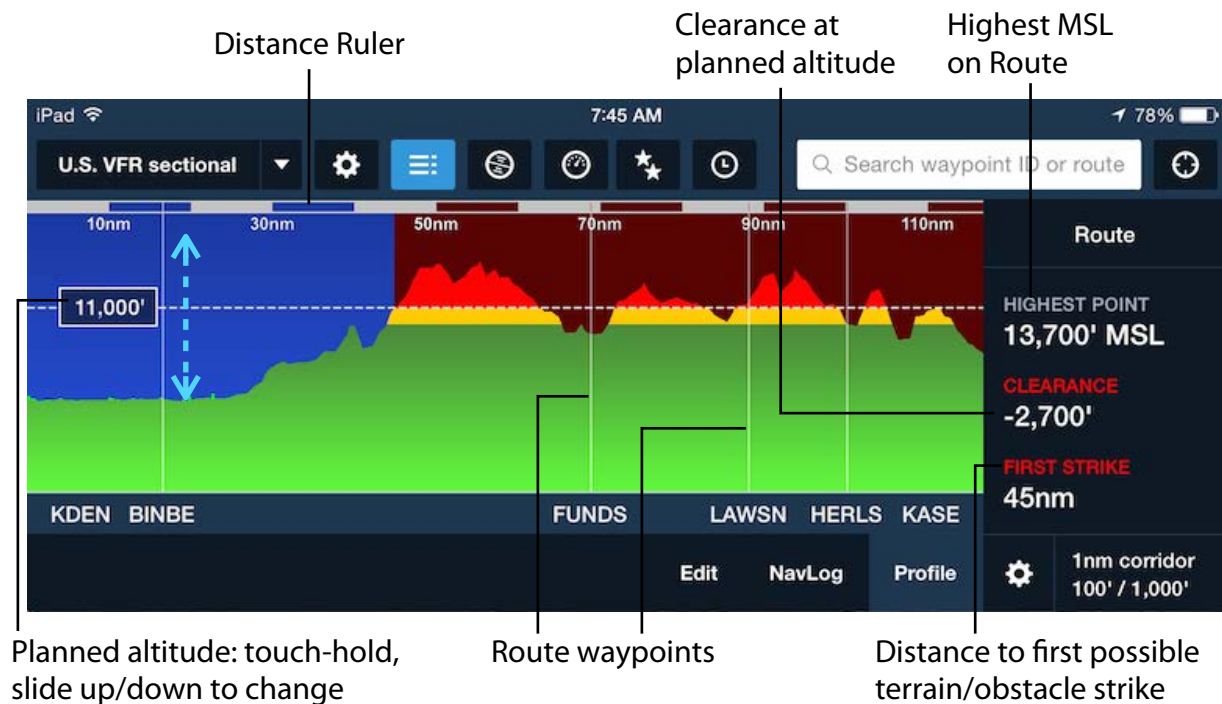 Distance Ruler
Clearance at
planned altitude
Highest MSL
on Route
iPad
7:45 AM
78%
U.S. VFR sectional
Search waypoint ID or route
10nm
30nm
50nm
70nm
90nm
110nm
Route
11,000'
HIGHEST POINT
13,700' MSL
CLEARANCE
-2,700'
FIRST STRIKE
45nm
KDEN BINBE FUNDS LAWSN HERLS KASE
Edit NavLog Profile
1nm corridor
100' / 1,000'
Planned altitude: touch-hold,
slide up/down to change
Route waypoints
Distance to first possible
terrain/obstacle strike